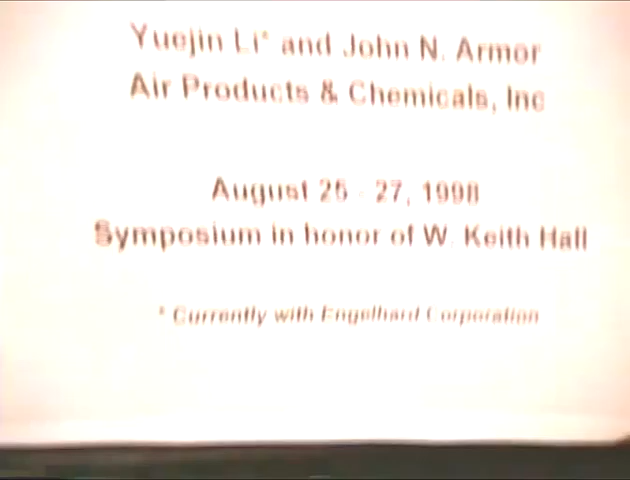 Yuejin Li* and John N. Armor
Air Products & Chemicals, Inc
August 25 - 27, 1998
Symposium in honor of W. Keith Hall
* Currently with Engelhard Corporation